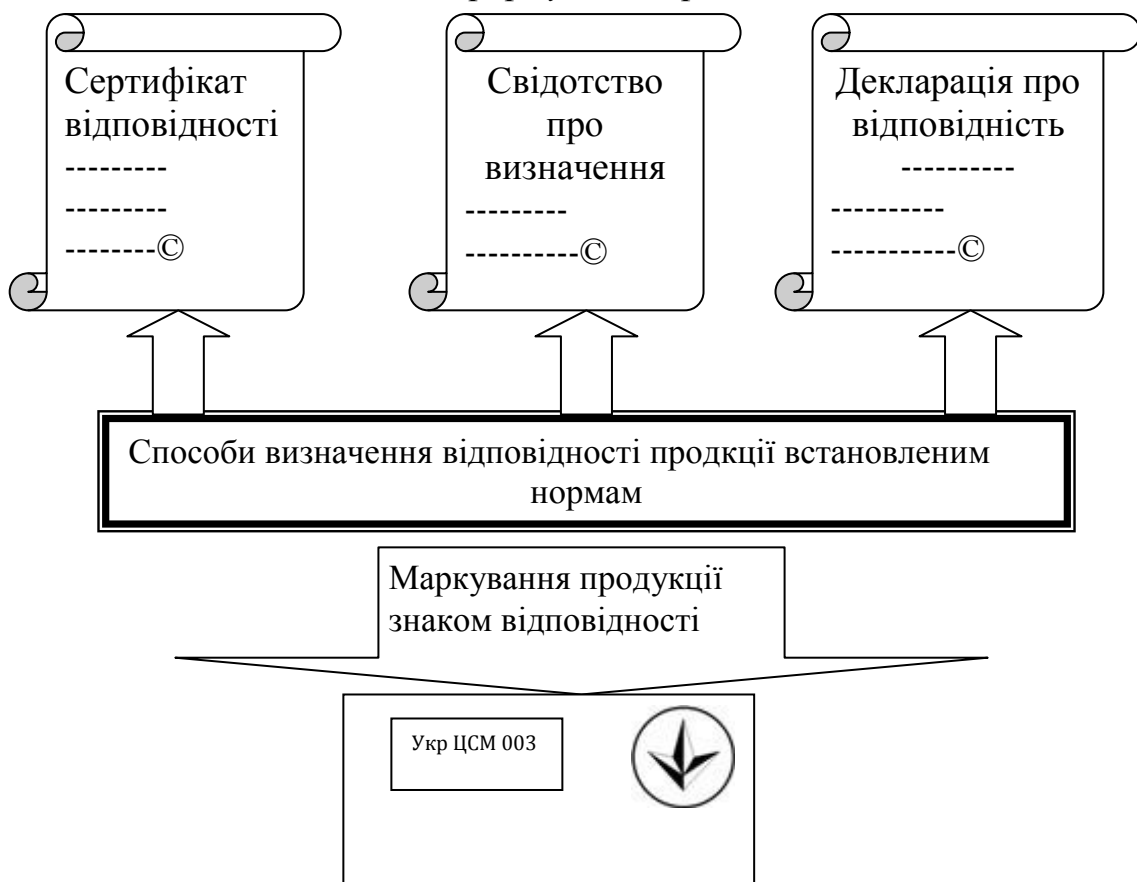 Сертифікат
відповідності
---------
---------
--------©
Свідотство
про
визначення
---------
----------©
Декларація про
відповідність
----------
----------
-----------©
Способи визначення відповідності продкції встановленим
нормам
Маркування продукції
знаком відповідності
Укр ЦСМ 003